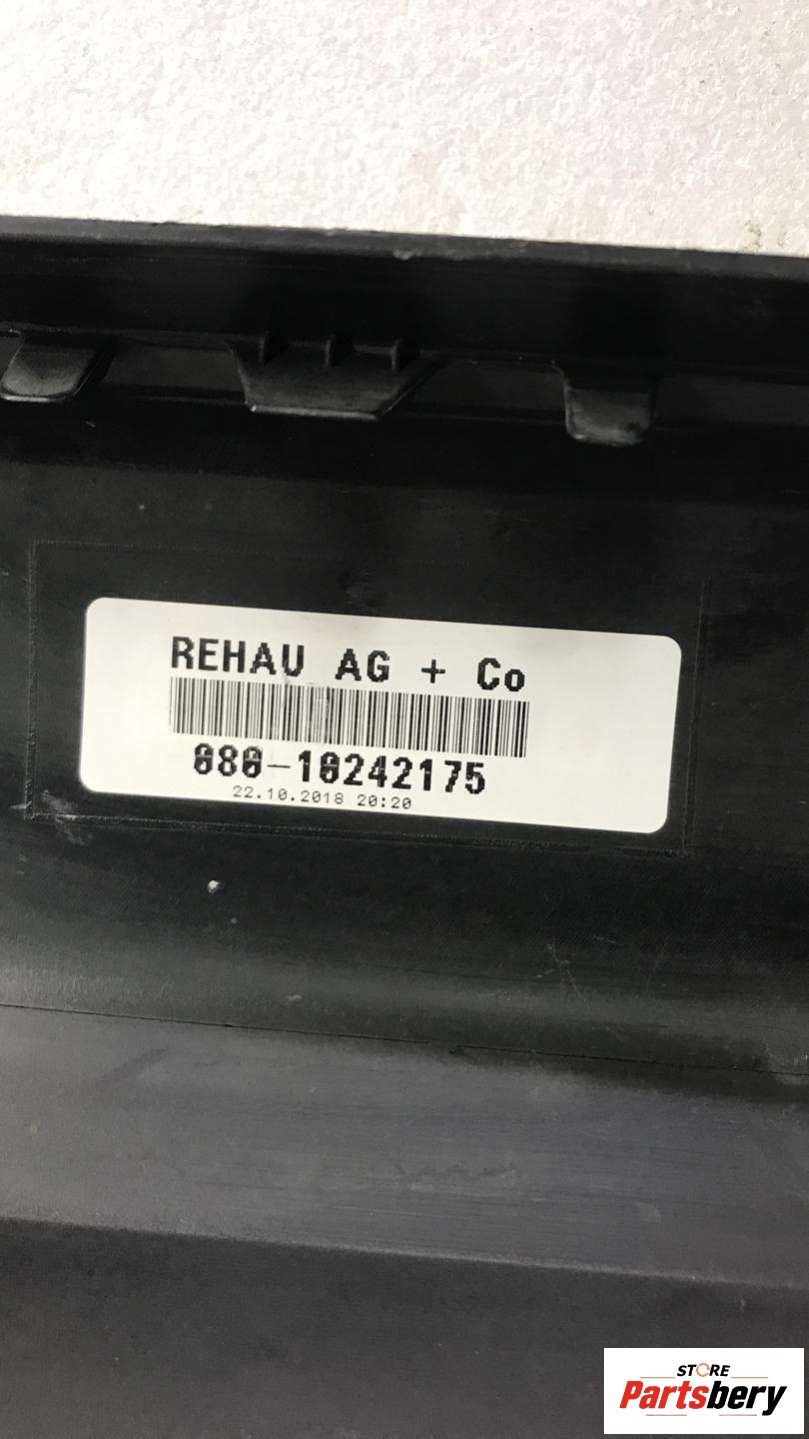 REHAU AG + Co
080-10242175
22.10.2018 20:20
STORE
Partsbery